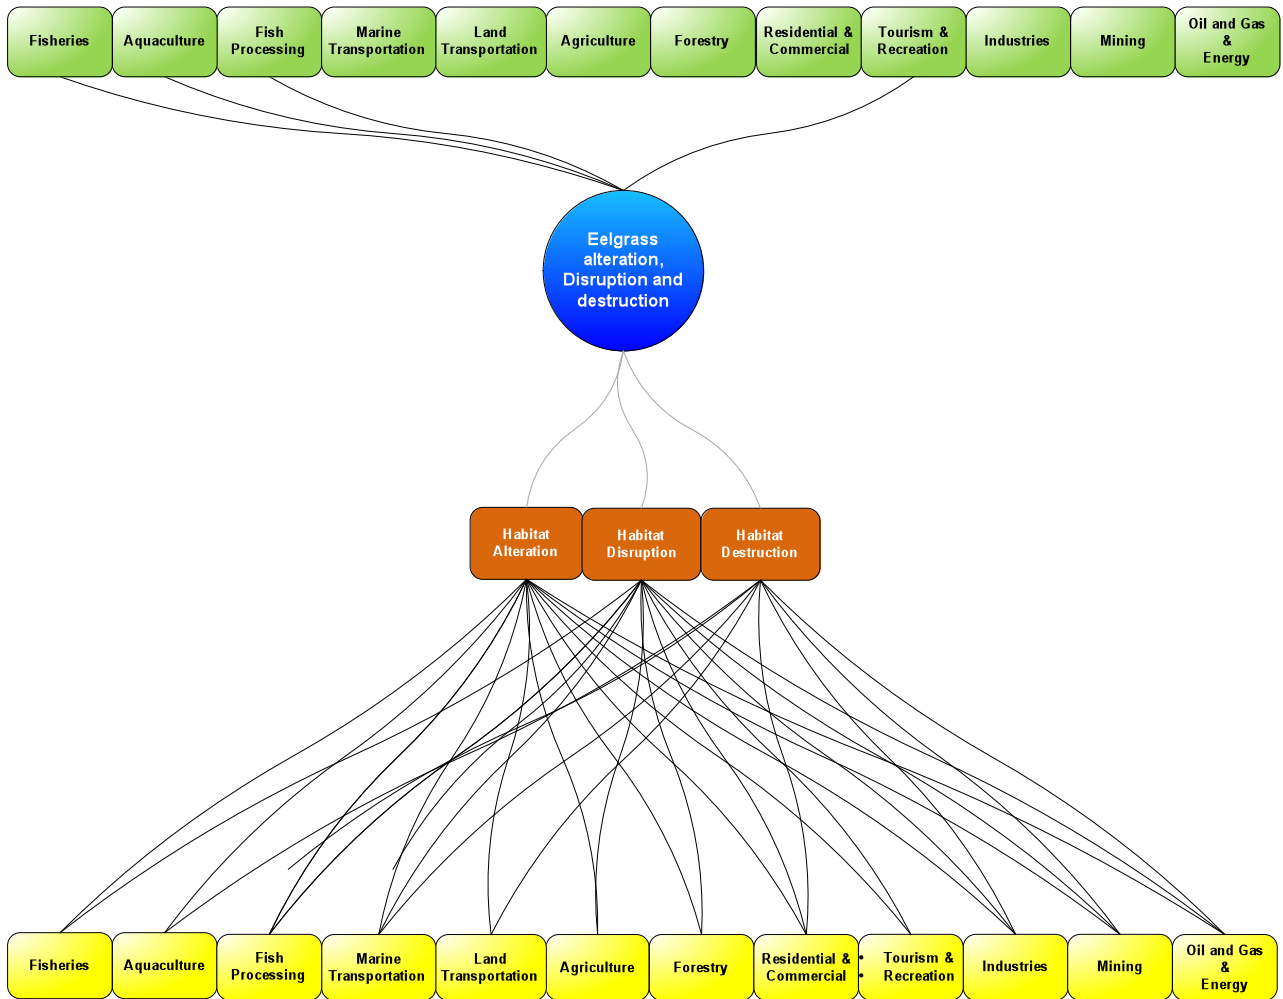 Fisheries
Aquaculture
Fish
Processing
Marine
Transportation
Land
Transportation
Agriculture
Forestry
Residential &
Commercial
Tourism &
Recreation
Industries
Mining
Oil and Gas
&
Energy
Eelgrass
alteration,
Disruption and
destruction
Habitat
Alteration
Habitat
Disruption
Habitat
Destruction
Fisheries
Aquaculture
Fish
Processing
Marine
Transportation
Land
Transportation
Agriculture
Forestry
Residential &
Commercial
• Tourism &
• Recreation
Industries
Mining
Oil and Gas
&
Energy